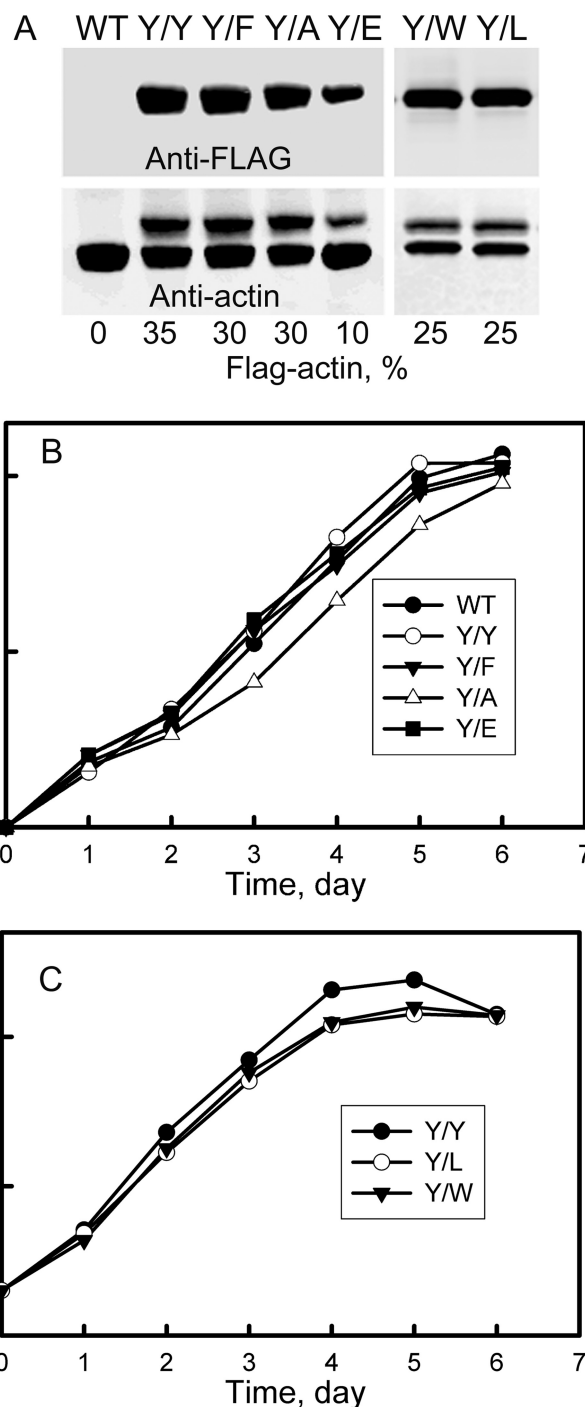 A WT Y/Y Y/F Y/A Y/E Y/W Y/L
Anti-FLAG
Anti-actin
0 35 30 30 10 25 25
Flag-actin, %
B
WT
Y/Y
Y/F
Y/A
Y/E
0 1 2 3 4 5 6 7
Time, day
C
Y/Y
Y/L
Y/W
0 1 2 3 4 5 6 7
Time, day